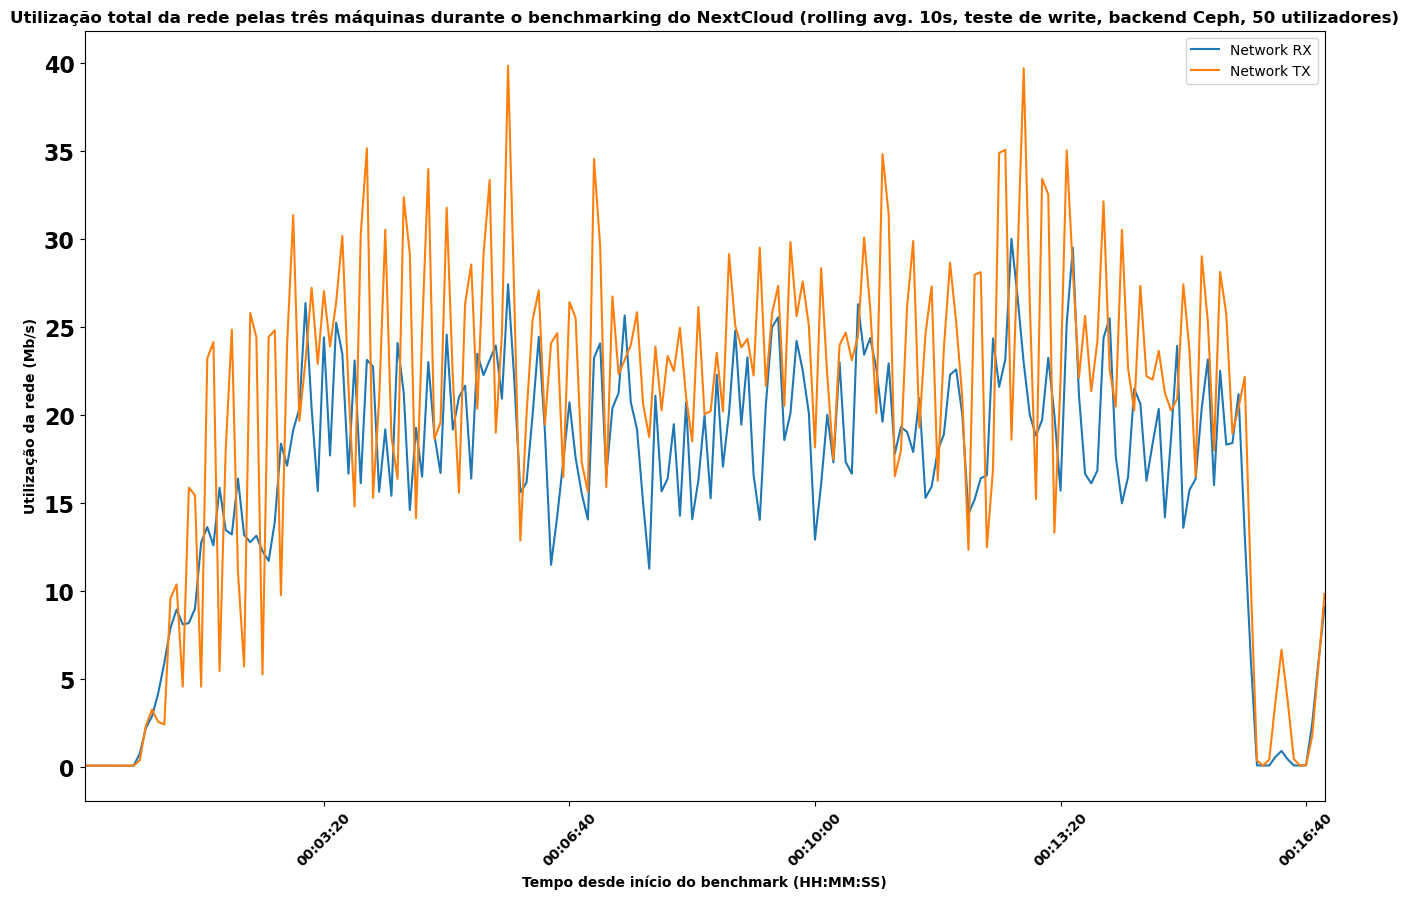 Utilização total da rede pelas três máquinas durante o benchmarking do NextCloud (rolling avg. 10s, teste de write, backend Ceph, 50 utilizadores)
Network RX
Network TX
40
35
30
25
20
15
10
5
0
Utilização da rede (Mb/s)
00:03:20
00:06:40
00:10:00
00:13:20
00:16:40
Tempo desde início do benchmark (HH:MM:SS)